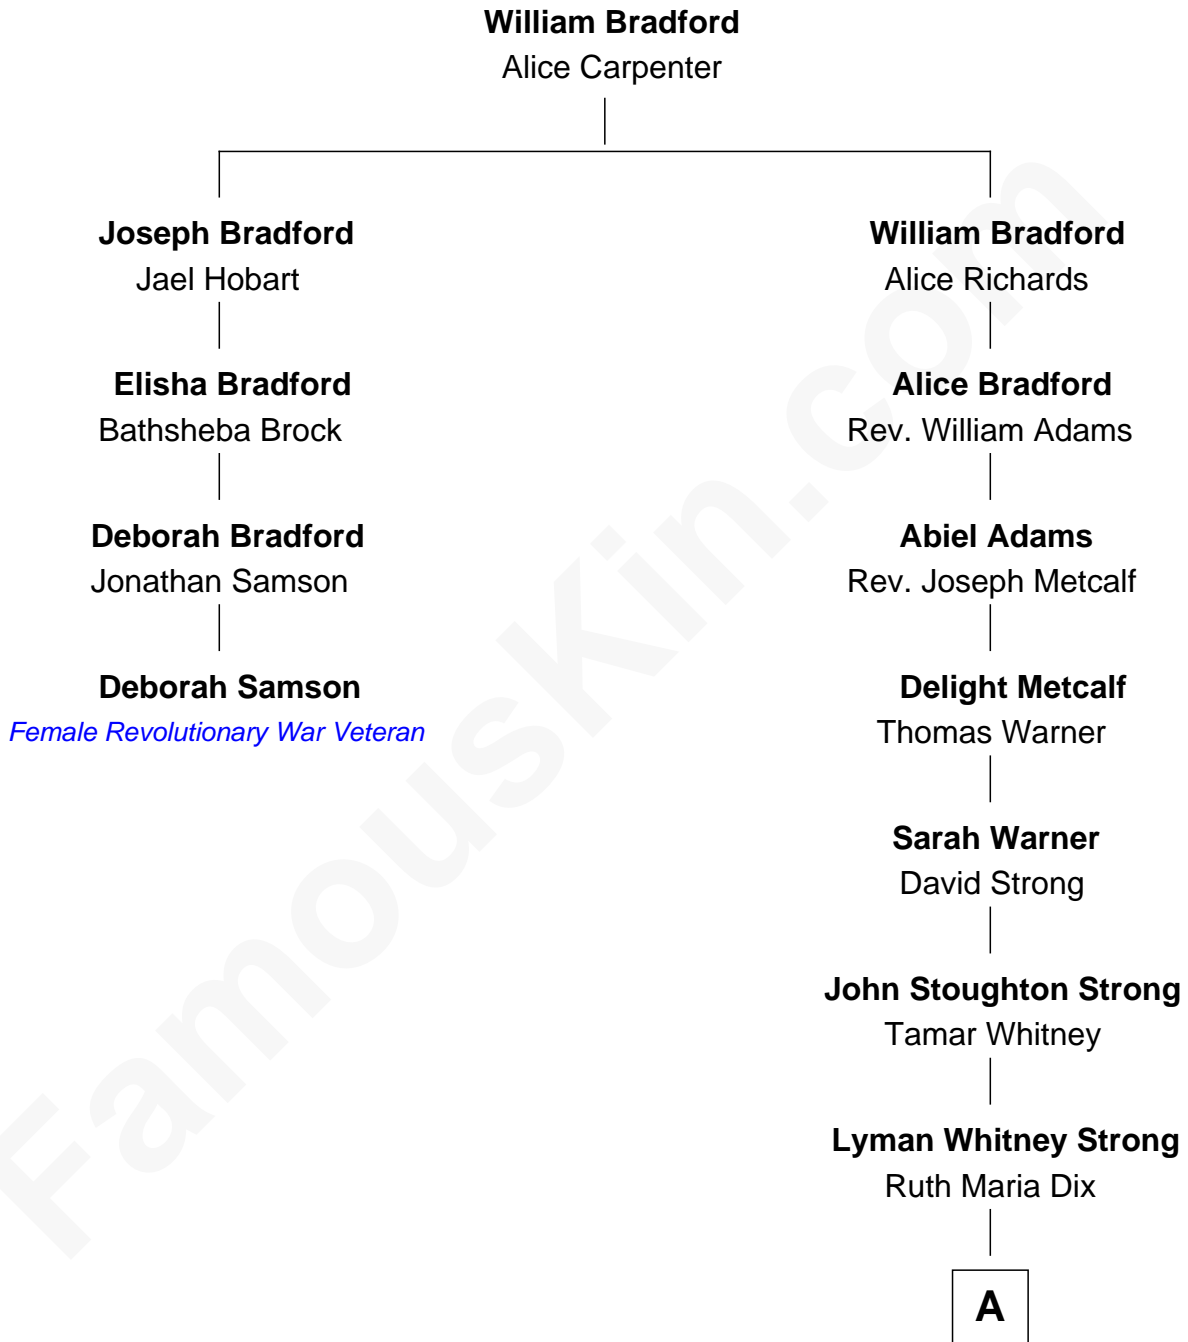 William Bradford
Alice Carpenter
Joseph Bradford
Jael Hobart
Elisha Bradford
Bathsheba Brock
Deborah Bradford
Jonathan Samson
Deborah Samson
Female Revolutionary War Veteran
William Bradford
Alice Richards
Alice Bradford
Rev. William Adams
Abiel Adams
Rev. Joseph Metcalf
Delight Metcalf
Thomas Warner
Sarah Warner
David Strong
John Stoughton Strong
Tamar Whitney
Lyman Whitney Strong
Ruth Maria Dix
A
FamousKin.com